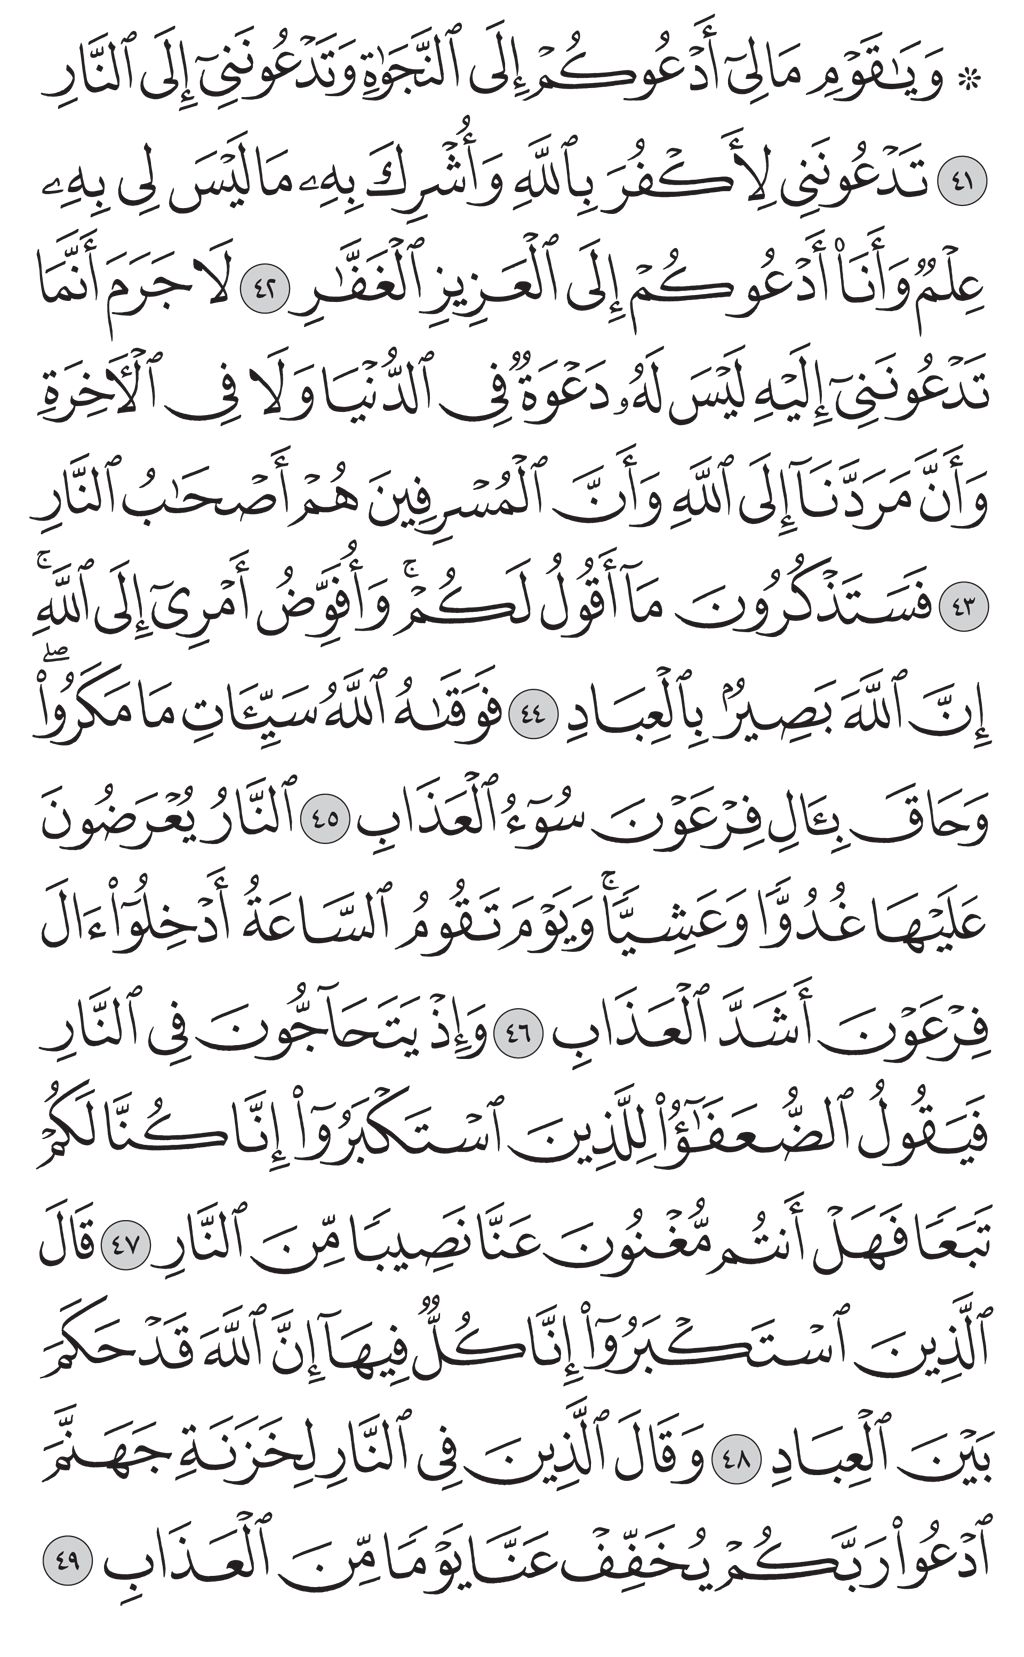 ۞ وَيَٰقَوۡمِ مَالِيٓ أَدۡعُوكُمۡ إِلَى ٱلنَّجَوٰةِ وَتَدۡعُونَنِيٓ إِلَى ٱلنَّارِ
٤١ تَدۡعُونَنِي لِأَكۡفُرَ بِٱللَّهِ وَأُشۡرِكَ بِهِۦ مَا لَيۡسَ لِي بِهِۦ
عِلۡمٞ وَأَنَا۠ أَدۡعُوكُمۡ إِلَى ٱلۡعَزِيزِ ٱلۡغَفَّٰرِ ٤٢ لَا جَرَمَ أَنَّمَا
تَدۡعُونَنِيٓ إِلَيۡهِ لَيۡسَ لَهُۥ دَعۡوَةٞ فِي ٱلدُّنۡيَا وَلَا فِي ٱلۡأٓخِرَةِ
وَأَنَّ مَرَدَّنَآ إِلَى ٱللَّهِ وَأَنَّ ٱلۡمُسۡرِفِينَ هُمۡ أَصۡحَٰبُ ٱلنَّارِ
٤٣ فَسَتَذۡكُرُونَ مَآ أَقُولُ لَكُمۡۚ وَأُفَوِّضُ أَمۡرِيٓ إِلَى ٱللَّهِۚ
إِنَّ ٱللَّهَ بَصِيرُۢ بِٱلۡعِبَادِ ٤٤ فَوَقَىٰهُ ٱللَّهُ سَيِّـَٔاتِ مَا مَكَرُواْۖ
وَحَاقَ بِـَٔالِ فِرۡعَوۡنَ سُوٓءُ ٱلۡعَذَابِ ٤٥ ٱلنَّارُ يُعۡرَضُونَ
عَلَيۡهَا غُدُوّٗا وَعَشِيّٗاۚ وَيَوۡمَ تَقُومُ ٱلسَّاعَةُ أَدۡخِلُوٓاْ ءَالَ
فِرۡعَوۡنَ أَشَدَّ ٱلۡعَذَابِ ٤٦ وَإِذۡ يَتَحَآجُّونَ فِي ٱلنَّارِ
فَيَقُولُ ٱلضُّعَفَٰٓؤُاْ لِلَّذِينَ ٱسۡتَكۡبَرُوٓاْ إِنَّا كُنَّا لَكُمۡ
تَبَعٗا فَهَلۡ أَنتُم مُّغۡنُونَ عَنَّا نَصِيبٗا مِّنَ ٱلنَّارِ ٤٧ قَالَ
ٱلَّذِينَ ٱسۡتَكۡبَرُوٓاْ إِنَّا كُلّٞ فِيهَآ إِنَّ ٱللَّهَ قَدۡ حَكَمَ
بَيۡنَ ٱلۡعِبَادِ ٤٨ وَقَالَ ٱلَّذِينَ فِي ٱلنَّارِ لِخَزَنَةِ جَهَنَّمَ
ٱدۡعُواْ رَبَّكُمۡ يُخَفِّفۡ عَنَّا يَوۡمٗا مِّنَ ٱلۡعَذَابِ ٤٩